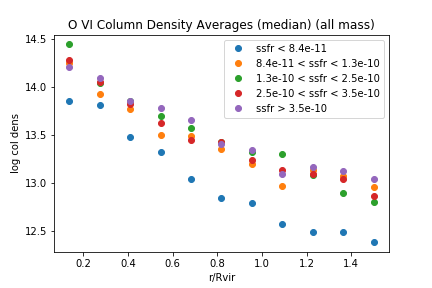 O VI Column Density Averages (median) (all mass)
ssfr < 8.4e-11
8.4e-11 < ssfr < 1.3e-10
1.3e-10 < ssfr < 2.5e-10
2.5e-10 < ssfr < 3.5e-10
ssfr > 3.5e-10
log col dens
14.5
14.0
13.5
13.0
12.5
0.2 0.4 0.6 0.8 1.0 1.2 1.4
r/Rvir